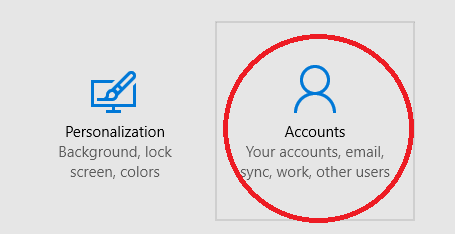 Personalization
Background, lock
screen, colors
Accounts
Your accounts, email,
sync, work, other users